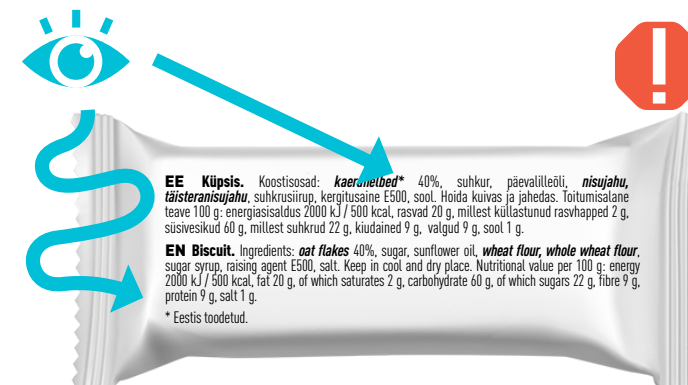 EE Küpsis. Koostisosad: kaerahelbed* 40%, suhkur, päevalilleõli, nisujahu,
täisteranisujahu, suhkrusiirup, kergitusaine E500, sool. Hoida kuivas ja jahedas. Toitumisalane
teave 100 g: energiasisaldus 2000 kJ / 500 kcal, rasvad 20 g, millest küllastunud rasvhapped 2 g,
süsivesikud 60 g, millest suhkrud 22 g, kiudained 9 g, valgud 9 g, sool 1 g.
EN Biscuit. Ingredients: oat flakes 40%, sugar, sunflower oil, wheat flour, whole wheat flour,
sugar syrup, raising agent E500, salt. Keep in cool and dry place. Nutritional value per 100 g: energy
2000 kJ / 500 kcal, fat 20 g, of which saturates 2 g, carbohydrate 60 g, of which sugars 22 g, fibre 9 g,
protein 9 g, salt 1 g.
* Eestis toodetud.